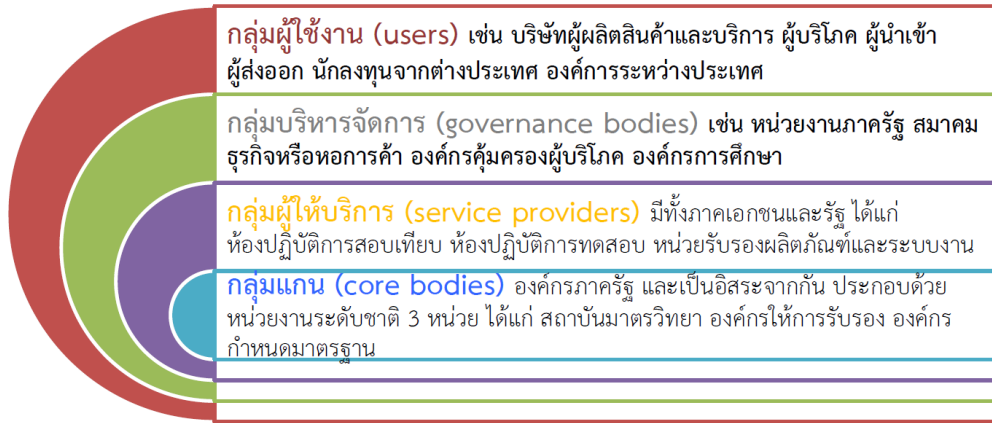 กลุ่มผู้ใช้งาน (users) เช่น บริษัทผู้ผลิตสินค้าและบริการ ผู้บริโภค ผู้นำเข้า
ผู้ส่งออก นักลงทุนจากต่างประเทศ องค์การระหว่างประเทศ
กลุ่มบริหารจัดการ (governance bodies) เช่น หน่วยงานภาครัฐ สมาคม
ธุรกิจหรือหอการค้า องค์กรคุ้มครองผู้บริโภค องค์กรการศึกษา
กลุ่มผู้ให้บริการ (service providers) มีทั้งภาคเอกชนและรัฐ ได้แก่
ห้องปฏิบัติการสอบเทียบ ห้องปฏิบัติการทดสอบ หน่วยรับรองผลิตภัณฑ์และระบบงาน
กลุ่มแกน (core bodies) องค์กรภาครัฐ และเป็นอิสระจากกัน ประกอบด้วย
หน่วยงานระดับชาติ 3 หน่วย ได้แก่ สถาบันมาตรวิทยา องค์กรให้การรับรอง องค์กร
กำหนดมาตรฐาน